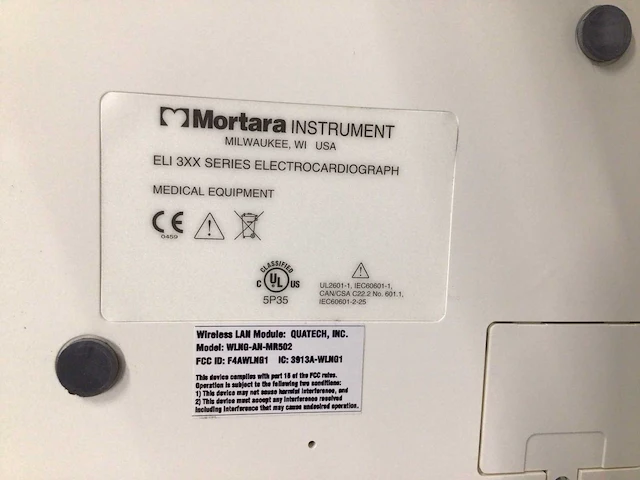 Mortara INSTRUMENT
MILWAUKEE, WI USA
ELI 3XX SERIES ELECTROCARDIOGRAPH
MEDICAL EQUIPMENT
CE
0459
CLASSIFIED
C UL US
5P35
UL2601-1, IEC60601-1,
CAN/CSA C22.2 No. 601.1,
IEC60601-2-25
Wireless LAN Module: QUATECH, INC.
Model: WLNG-AN-MR502
FCC ID: F4AWLNG1 IC: 3913A-WLNG1
This device complies with part 15 of the FCC rules.
Operation is subject to the following two conditions:
1) This device may not cause harmful interference, and
2) This device must accept any interference received
including interference that may cause undesired operation.